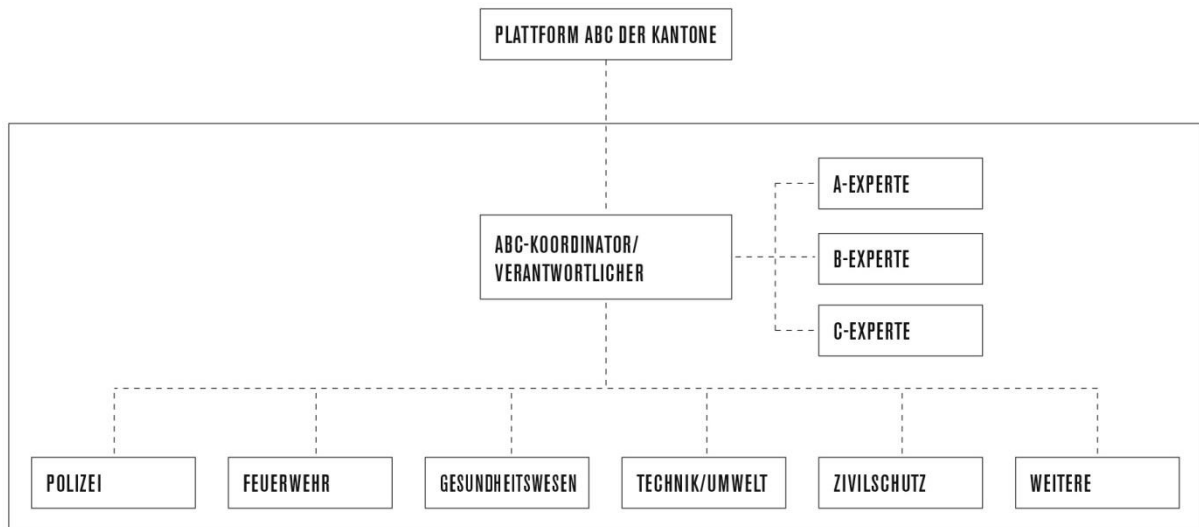 PLATTFORM ABC DER KANTONE
A-EXPERTE
ABC-KOORDINATOR/
VERANTWORTLICHER
B-EXPERTE
C-EXPERTE
POLIZEI
FEUERWEHR
GESUNDHEITSWESEN
TECHNIK/UMWELT
ZIVILSCHUTZ
WEITERE